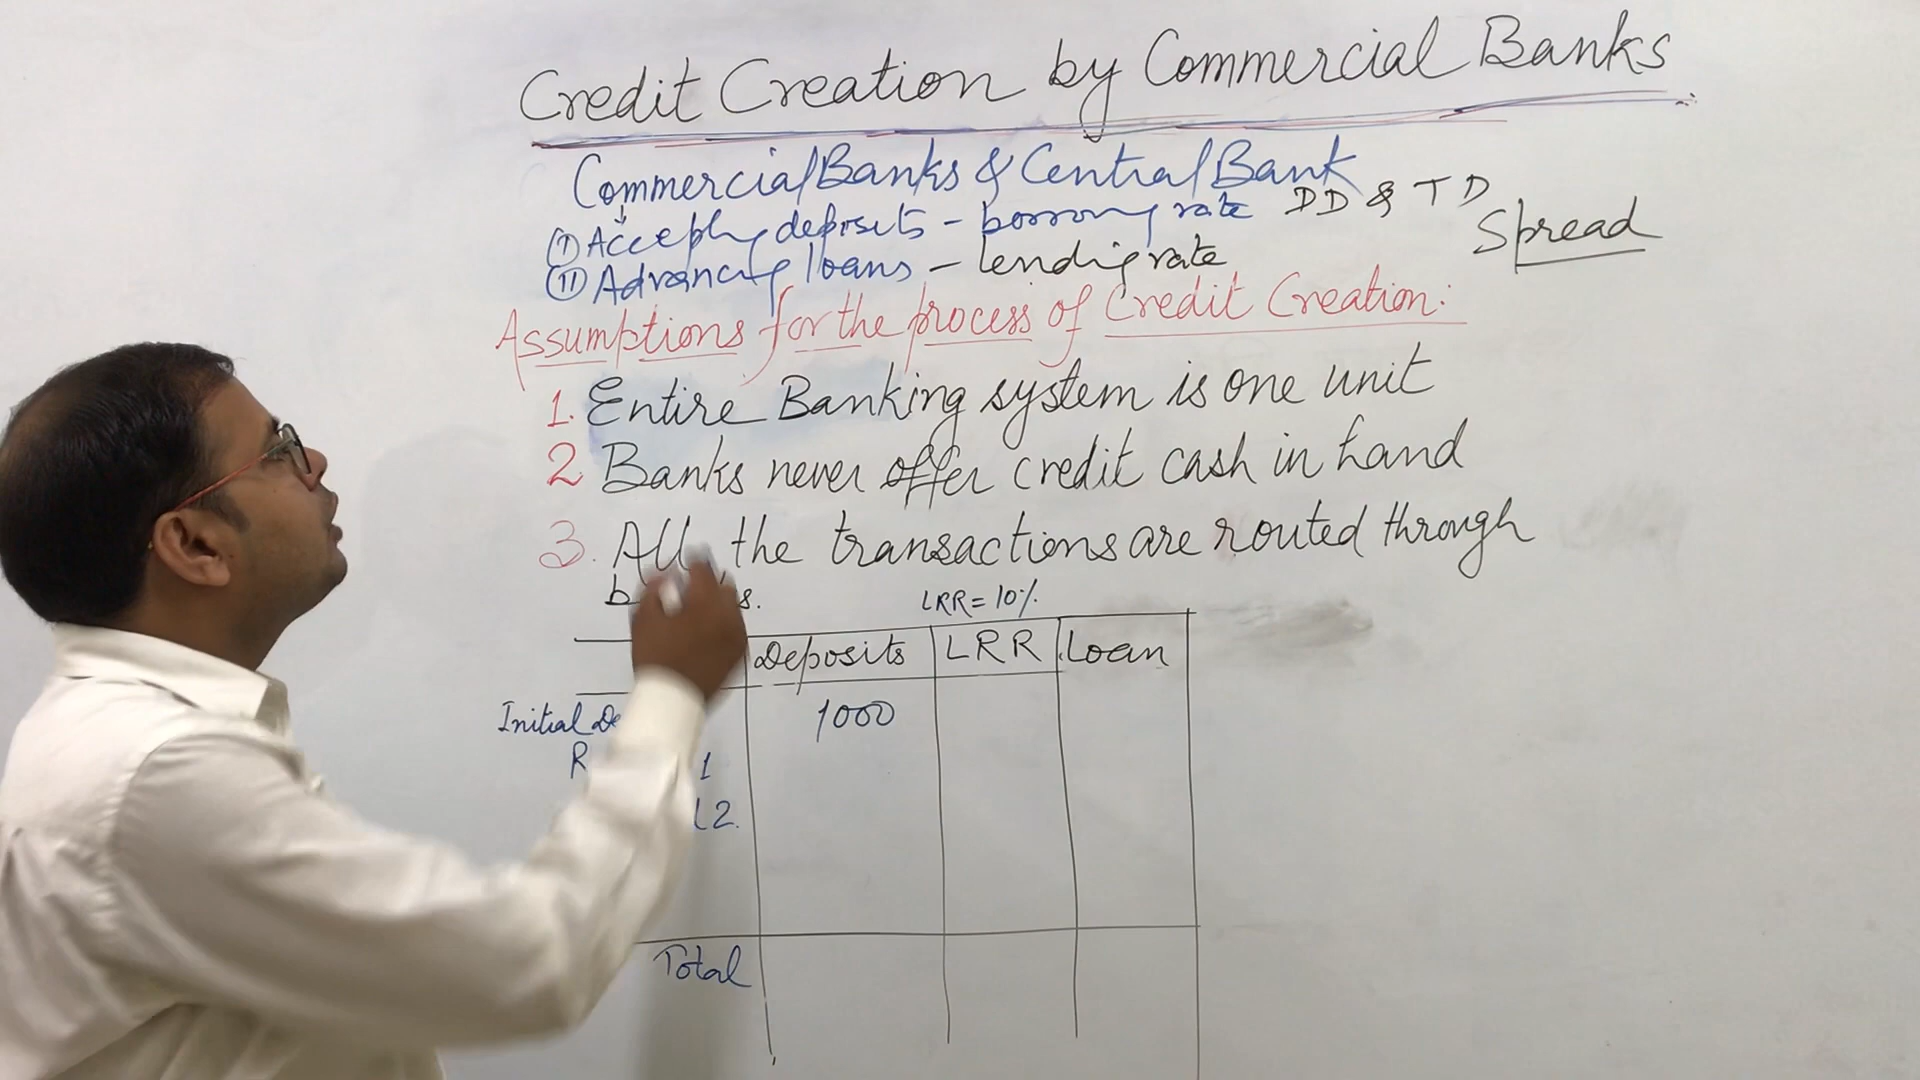 Credit Creation by Commercial Banks
Commercial Banks & Central Bank
(I) Accepting deposits - borrowing rate DD & TD
Spread
(II) Advancing loans - lending rate
Assumptions for the process of Credit Creation:
1. Entire Banking system is one unit
2 Banks never offer credit cash in hand
3. All the transactions are routed through
LRR = 10%
Deposits LRR Loan
Initial 1000
1
2.
Total